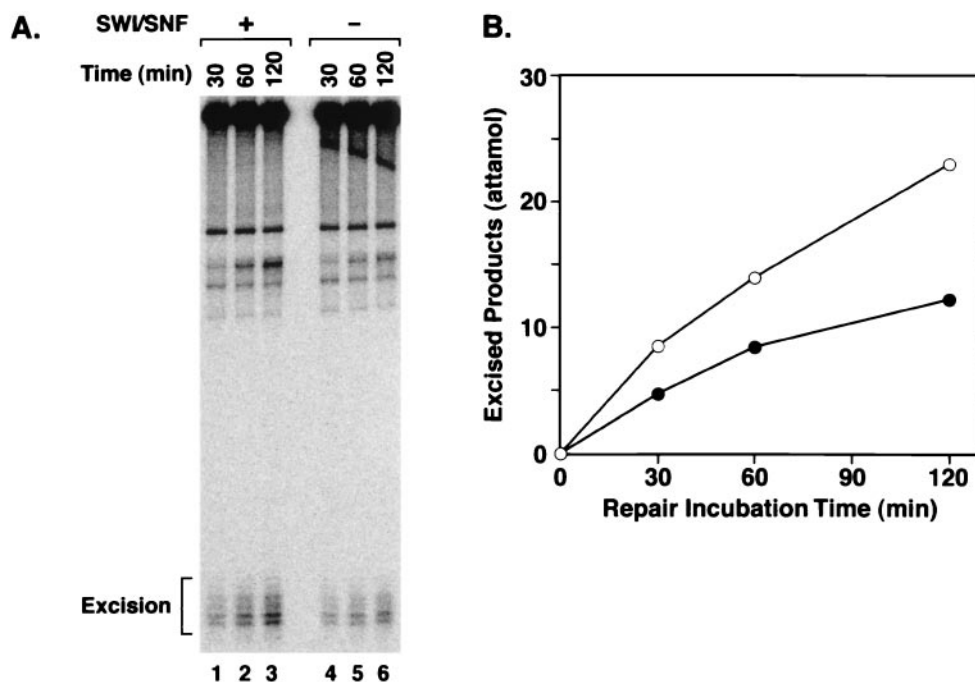 A.
SWI/SNF + −
Time (min) 30 60 120 30 60 120
Excision
1 2 3 4 5 6
B.
30
20
10
0
Excised Products (attamol)
0 30 60 90 120
Repair Incubation Time (min)